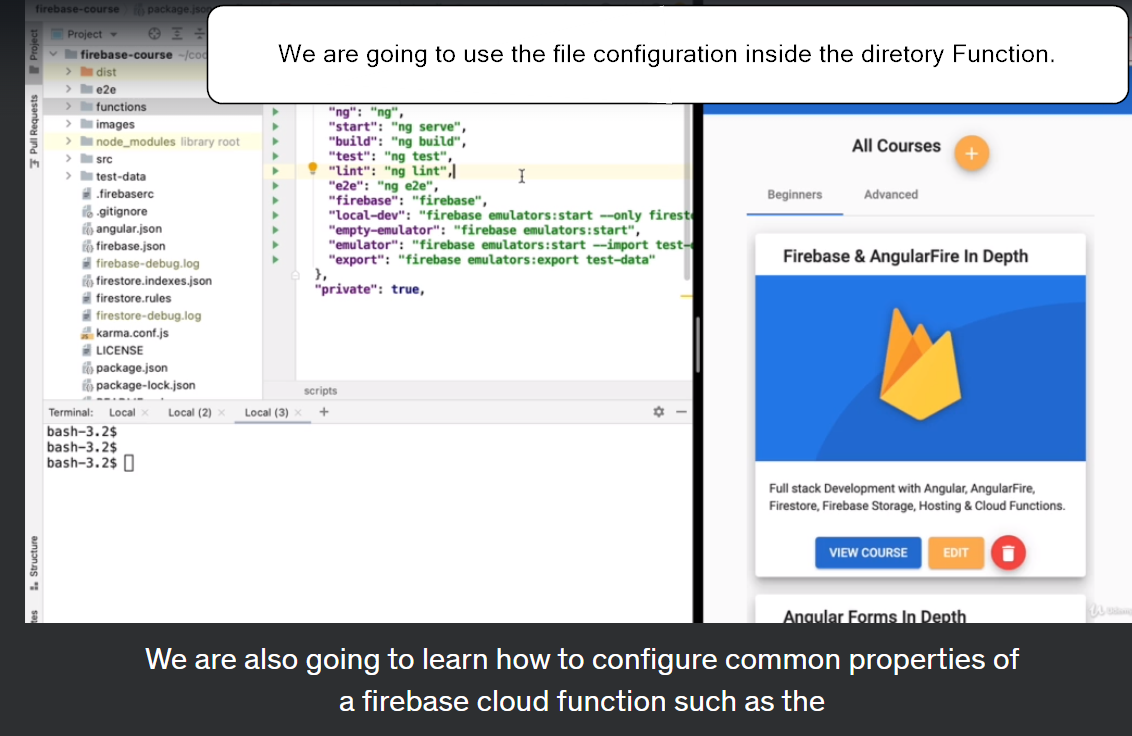 firebase-course package.json
Project
We are going to use the file configuration inside the diretory Function.
Project
Pull Requests
firebase-course ~/cod
dist
e2e
functions
images
node_modules library root
src
test-data
.firebaserc
.gitignore
angular.json
firebase.json
firebase-debug.log
firestore.indexes.json
firestore.rules
firestore-debug.log
karma.conf.js
LICENSE
package.json
package-lock.json
"ng": "ng",
"start": "ng serve",
"build": "ng build",
"test": "ng test",
"lint": "ng lint",
"e2e": "ng e2e",
"firebase": "firebase",
"local-dev": "firebase emulators:start --only firest
"empty-emulator": "firebase emulators:start",
"emulator": "firebase emulators:start --import test-
"export": "firebase emulators:export test-data"
},
"private": true,
scripts
Terminal: Local × Local (2) × Local (3) × +
bash-3.2$
bash-3.2$
bash-3.2$
Structure
All Courses +
Beginners Advanced
Firebase & AngularFire In Depth
Full stack Development with Angular, AngularFire,
Firestore, Firebase Storage, Hosting & Cloud Functions.
VIEW COURSE EDIT
Angular Forms In Depth
We are also going to learn how to configure common properties of
a firebase cloud function such as the